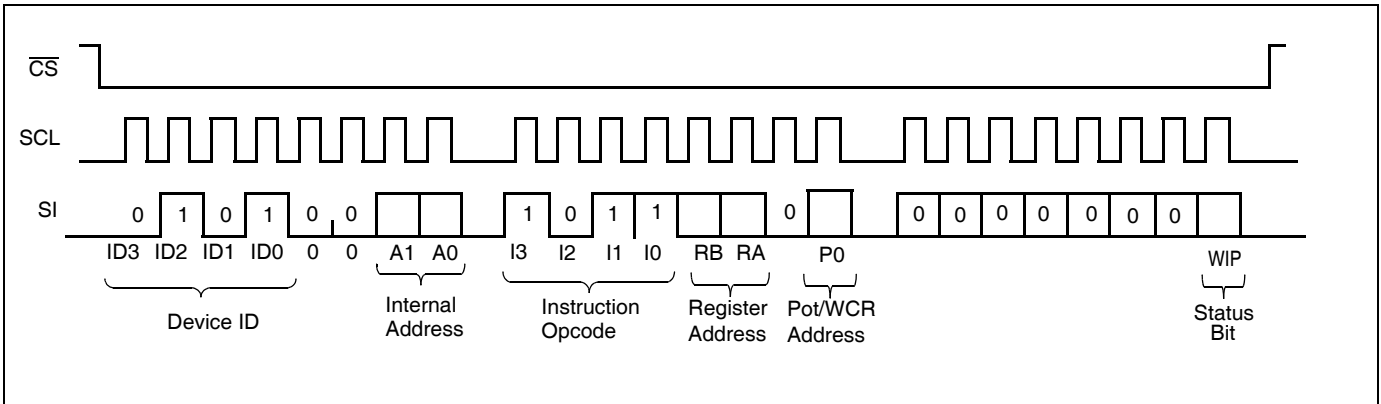 CS
SCL
SI
0 1 0 1 0 0 1 0 1 1 0 0 0 0 0 0 0 0
ID3 ID2 ID1 ID0 0 0 A1 A0 I3 I2 I1 I0 RB RA P0 WIP
Device ID
Internal
Address
Instruction
Opcode
Register
Address
Pot/WCR
Address
Status
Bit